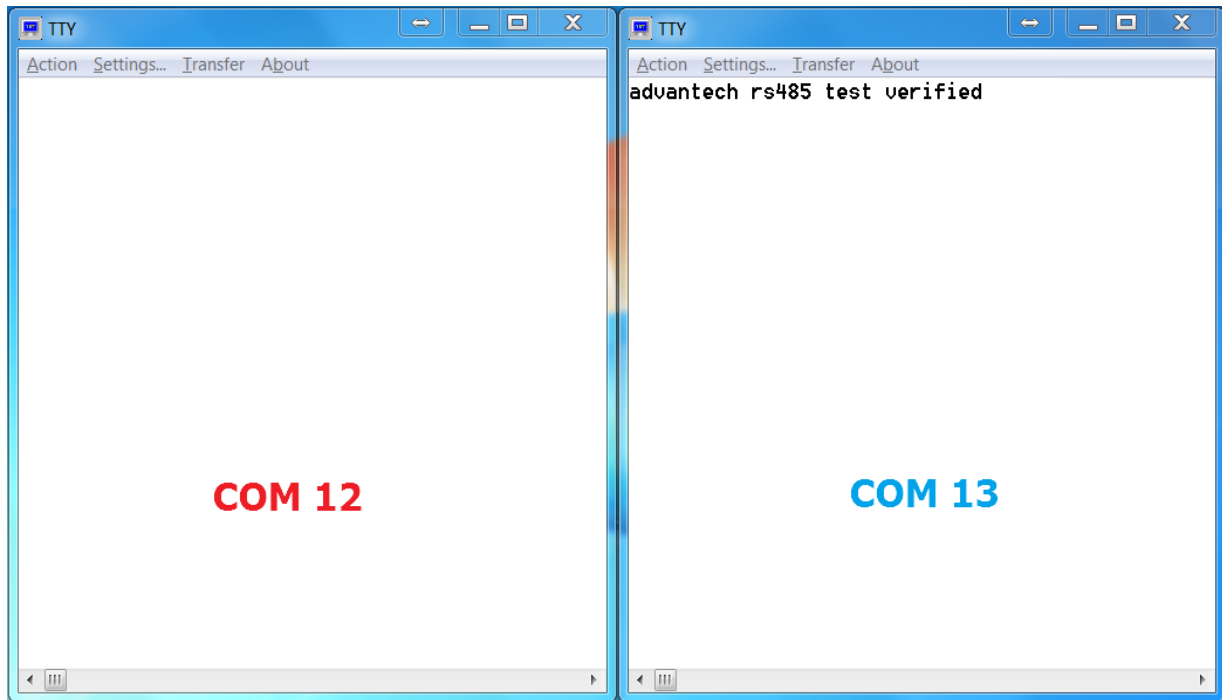 TTY
Action Settings... Transfer About
COM 12
TTY
Action Settings... Transfer About
advantech rs485 test verified
COM 13